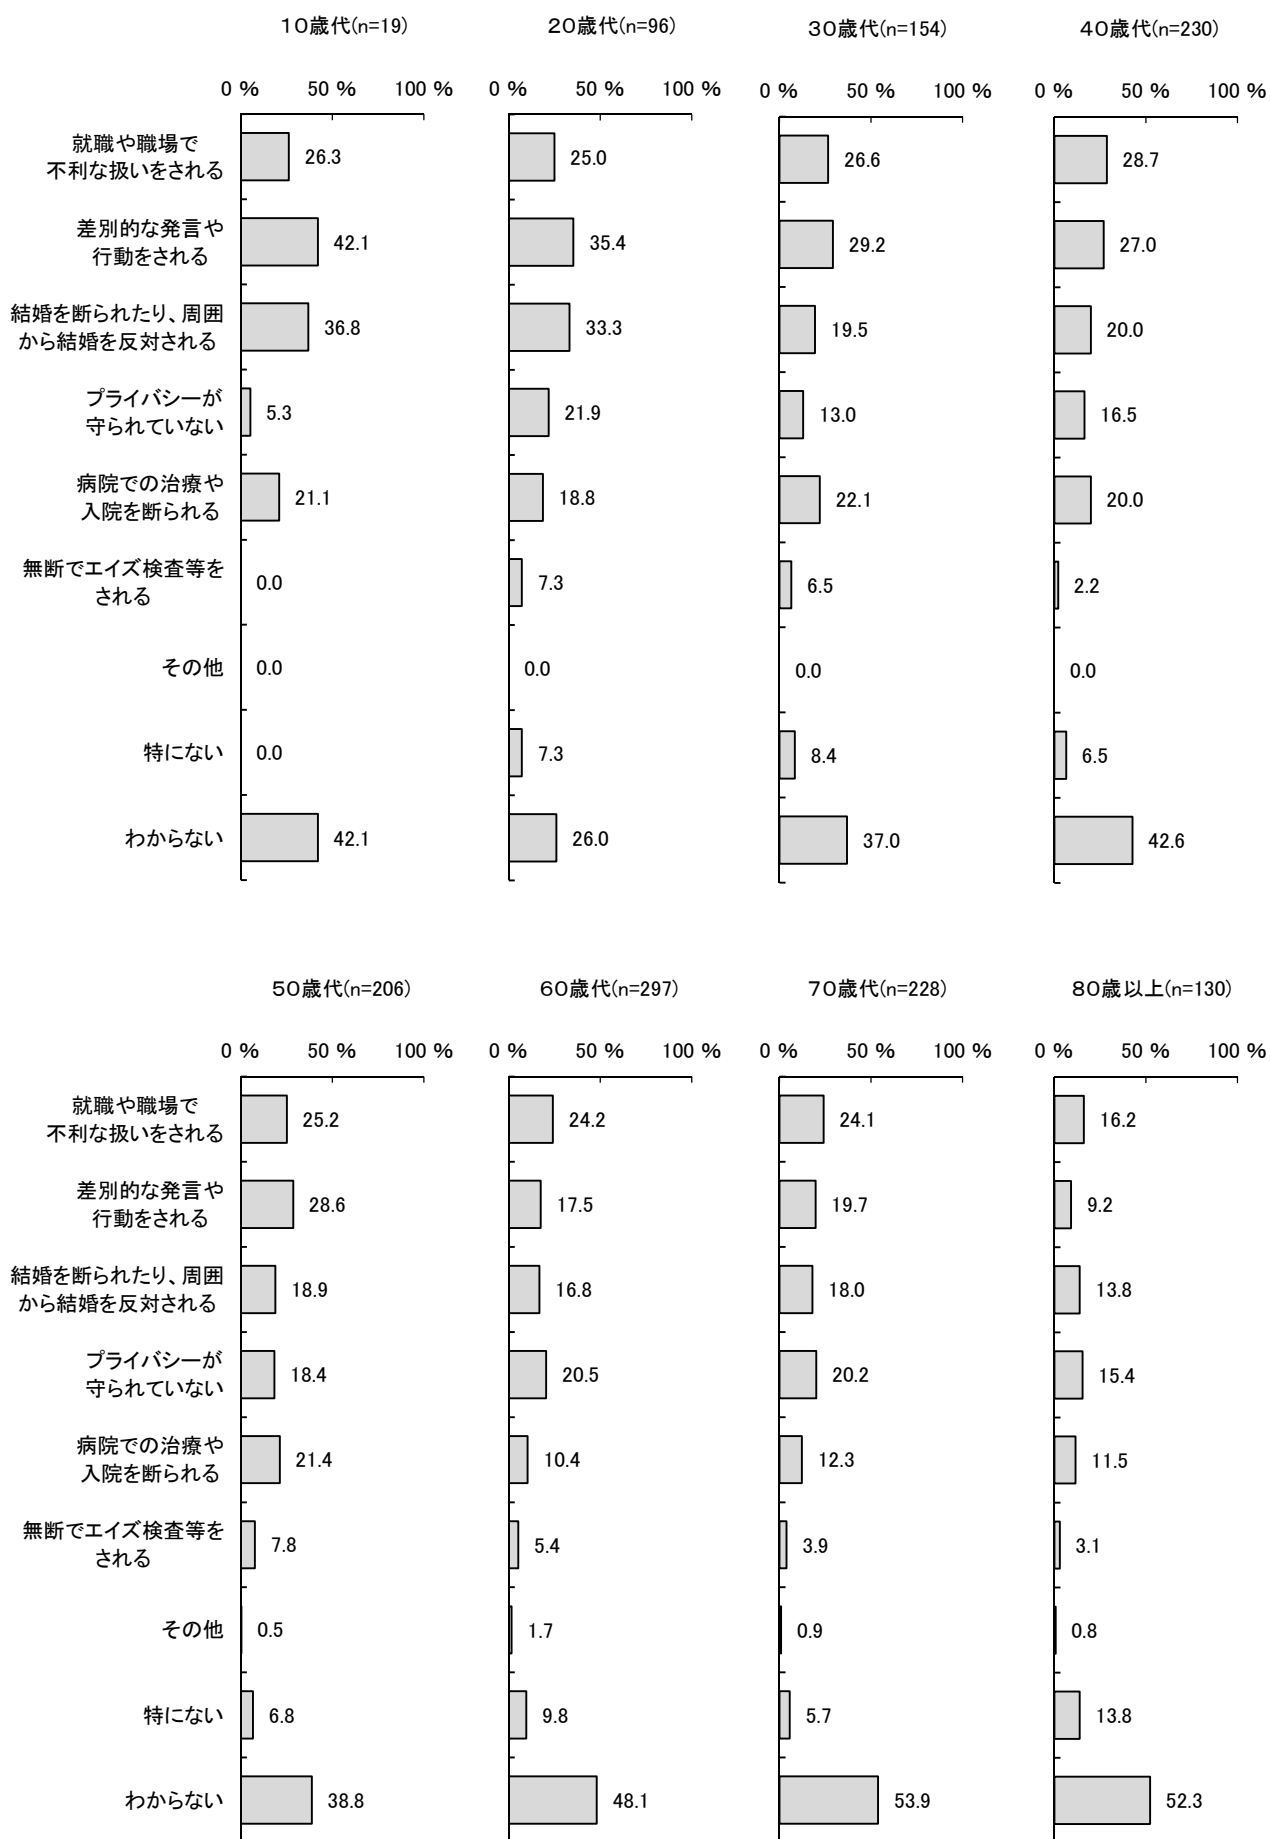 10歳代(n=19) 20歳代(n=96) 30歳代(n=154) 40歳代(n=230)
0 % 50 % 100 % 0 % 50 % 100 % 0 % 50 % 100 % 0 % 50 % 100 %
就職や職場で
不利な扱いをされる
26.3 25.0 26.6 28.7
差別的な発言や
行動をされる
42.1 35.4 29.2 27.0
結婚を断られたり、周囲
から結婚を反対される
36.8 33.3 19.5 20.0
プライバシーが
守られていない
5.3 21.9 13.0 16.5
病院での治療や
入院を断られる
21.1 18.8 22.1 20.0
無断でエイズ検査等を
される
0.0 7.3 6.5 2.2
その他 0.0 0.0 0.0 0.0
特にない 0.0 7.3 8.4 6.5
わからない 42.1 26.0 37.0 42.6
50歳代(n=206) 60歳代(n=297) 70歳代(n=228) 80歳以上(n=130)
0 % 50 % 100 % 0 % 50 % 100 % 0 % 50 % 100 % 0 % 50 % 100 %
就職や職場で
不利な扱いをされる
25.2 24.2 24.1 16.2
差別的な発言や
行動をされる
28.6 17.5 19.7 9.2
結婚を断られたり、周囲
から結婚を反対される
18.9 16.8 18.0 13.8
プライバシーが
守られていない
18.4 20.5 20.2 15.4
病院での治療や
入院を断られる
21.4 10.4 12.3 11.5
無断でエイズ検査等を
される
7.8 5.4 3.9 3.1
その他 0.5 1.7 0.9 0.8
特にない 6.8 9.8 5.7 13.8
わからない 38.8 48.1 53.9 52.3